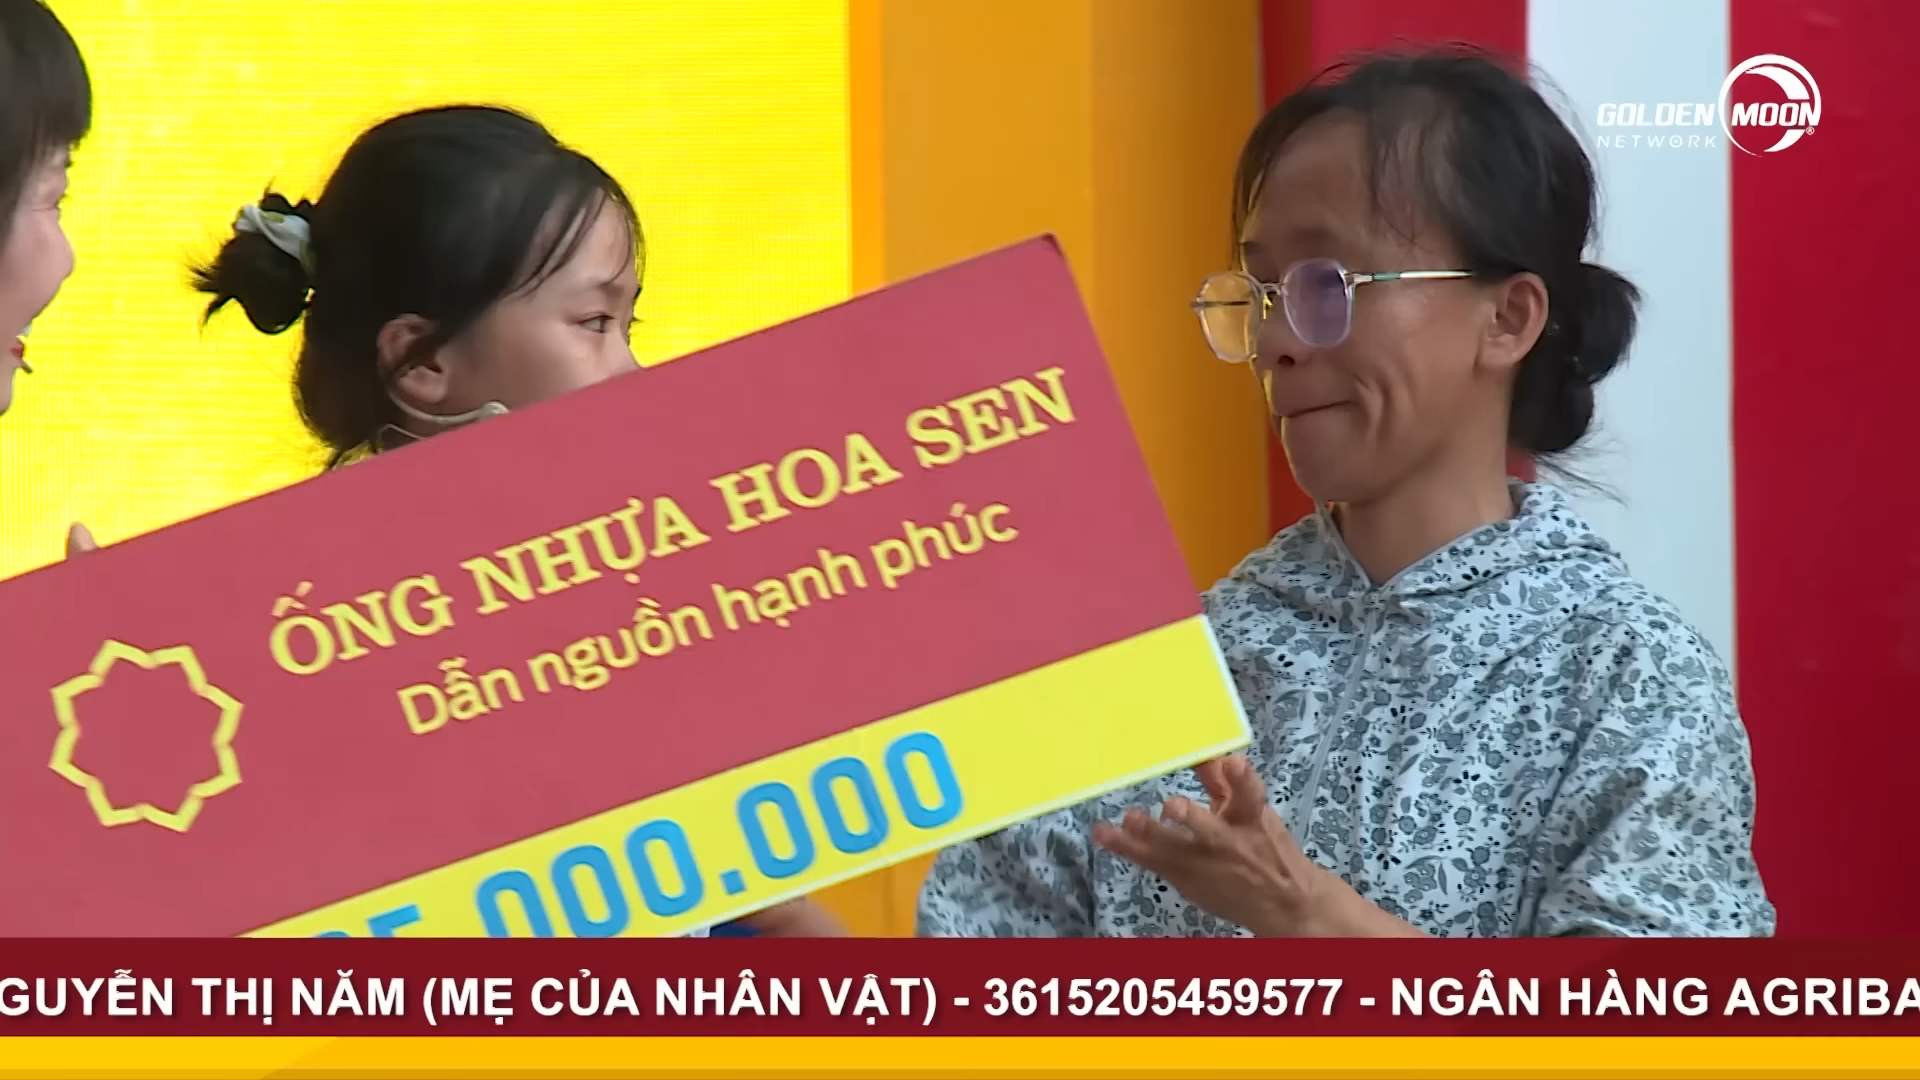 GOLDEN MOON
NETWORK
ỐNG NHỰA HOA SEN
Dẫn nguồn hạnh phúc
5.000.000
GUYỄN THỊ NĂM (MẸ CỦA NHÂN VẬT) - 3615205459577 - NGÂN HÀNG AGRIBA